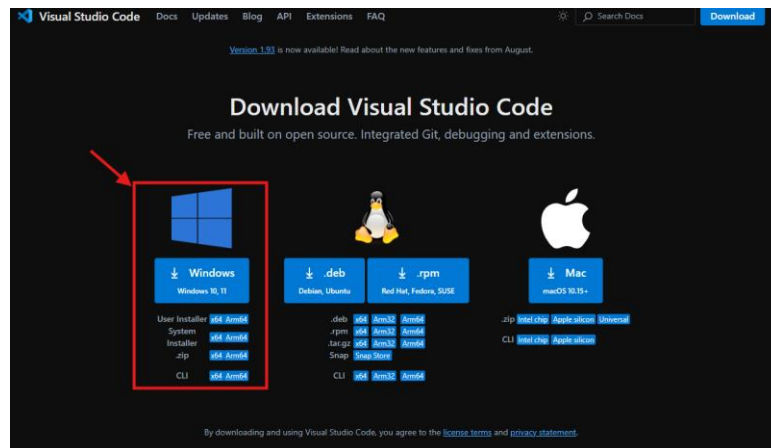 Visual Studio Code Docs Updates Blog API Extensions FAQ Search Docs Download
Version 1.93 is now available! Read about the new features and fixes from August.
Download Visual Studio Code
Free and built on open source. Integrated Git, debugging and extensions.
Windows
Windows 10, 11
User Installer x64 Arm64
System
Installer x64 Arm64
.zip x64 Arm64
CLI x64 Arm64
.deb
Debian, Ubuntu
.rpm
Red Hat, Fedora, SUSE
.deb x64 Arm32 Arm64
.rpm x64 Arm32 Arm64
.tar.gz x64 Arm32 Arm64
Snap Snap Store
CLI x64 Arm32 Arm64
Mac
macOS 10.15+
.zip Intel chip Apple silicon Universal
CLI Intel chip Apple silicon
By downloading and using Visual Studio Code, you agree to the license terms and privacy statement.